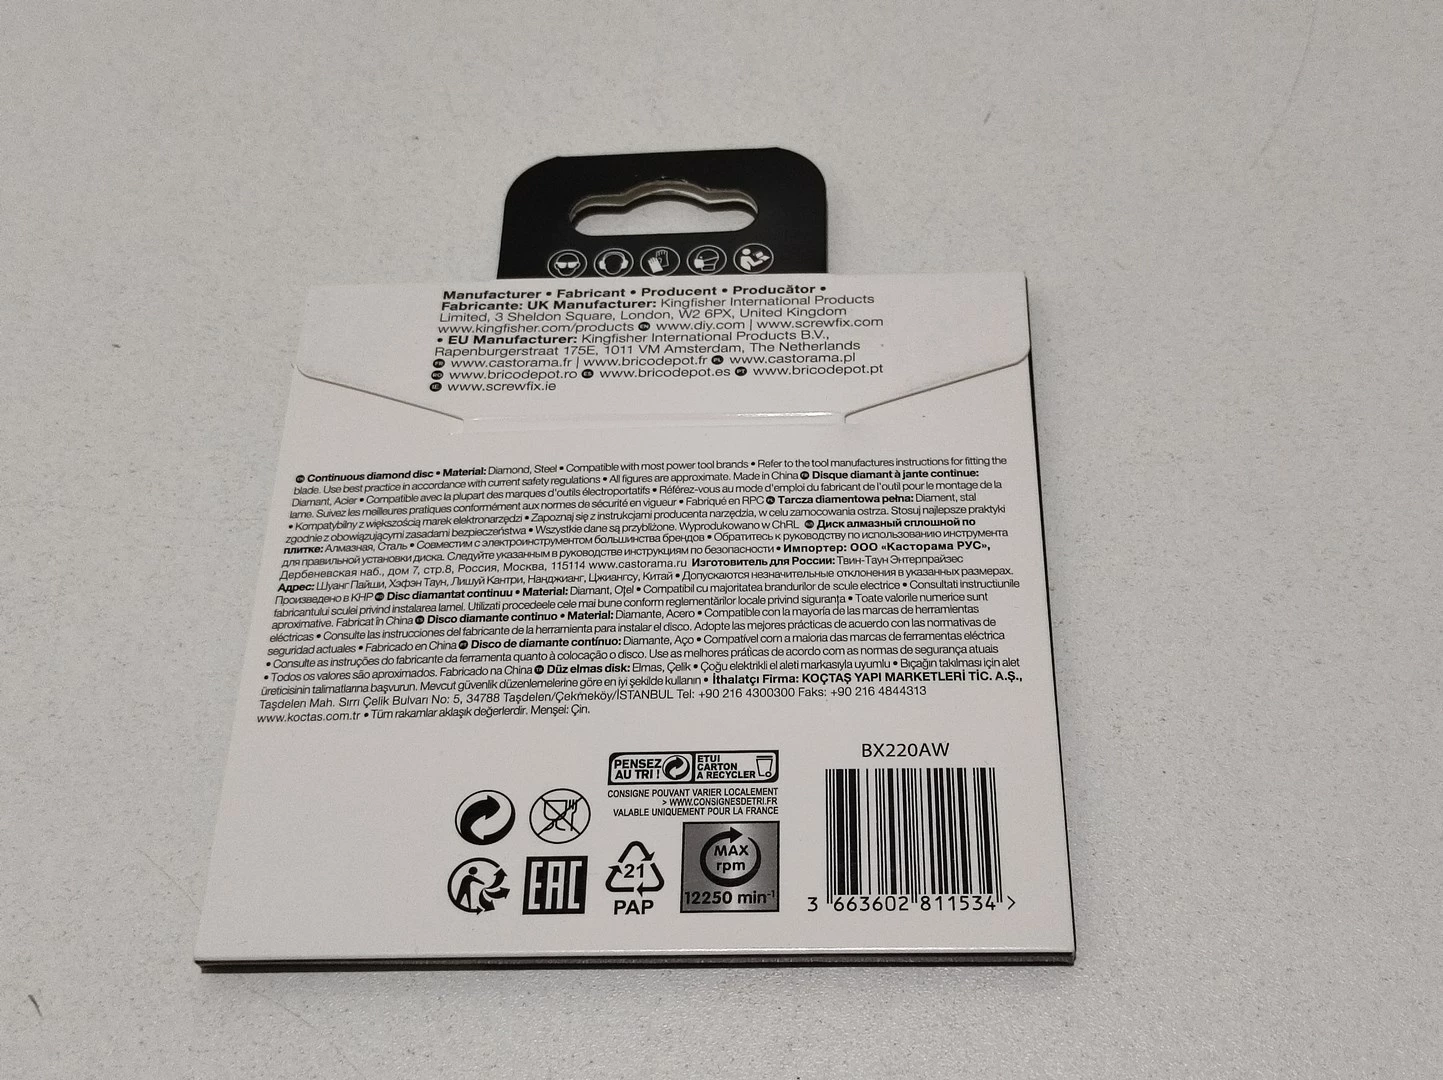 Manufacturer • Fabricant • Producent • Producător •
Fabricante: UK Manufacturer: Kingfisher International Products
Limited, 3 Sheldon Square, London, W2 6PX, United Kingdom
www.kingfisher.com/products EN www.diy.com | www.screwfix.com
• EU Manufacturer: Kingfisher International Products B.V.,
Rapenburgerstraat 175E, 1011 VM Amsterdam, The Netherlands
FR www.castorama.fr | www.bricodepot.fr PL www.castorama.pl
RO www.bricodepot.ro ES www.bricodepot.es PT www.bricodepot.pt
IE www.screwfix.ie
EN Continuous diamond disc • Material: Diamond, Steel • Compatible with most power tool brands • Refer to the tool manufactures instructions for fitting the
blade. Use best practice in accordance with current safety regulations • All figures are approximate. Made in China FR Disque diamant à jante continue:
Diamant, Acier • Compatible avec la plupart des marques d'outils électroportatifs • Référez-vous au mode d'emploi du fabricant de l'outil pour le montage de la
lame. Suivez les meilleures pratiques conformément aux normes de sécurité en vigueur • Fabriqué en RPC PL Tarcza diamentowa pełna: Diament, stal
• Kompatybilny z większością marek elektronarzędzi • Zapoznaj się z instrukcjami producenta narzędzia, w celu zamocowania ostrza. Stosuj najlepsze praktyki
zgodnie z obowiązującymi zasadami bezpieczeństwa • Wszystkie dane są przybliżone. Wyprodukowano w ChRL Диск алмазный сплошной по
плитке: Алмазная, Сталь • Совместим с электроинструментом большинства брендов • Обратитесь к руководству по использованию инструмента
для правильной установки диска. Следуйте указанным в руководстве инструкциям по безопасности • Импортер: ООО «Касторама РУС»,
Дербеневская наб., дом 7, стр.8, Россия, Москва, 115114 www.castorama.ru Изготовитель для России: Твин-Таун Энтерпрайзес
Адрес: Шуанг Пайши, Хэфэн Таун, Лишуй Кантри, Нанджианг, Цжиангсу, Китай • Допускаются незначительные отклонения в указанных размерах.
Произведено в КНР RO Disc diamantat continuu • Material: Diamant, Oțel • Compatibil cu majoritatea brandurilor de scule electrice • Consultati instructiunile
fabricantului sculei privind instalarea lamei. Utilizati procedeele cele mai bune conform reglementărilor locale privind siguranța • Toate valorile numerice sunt
aproximative. Fabricat în China ES Disco diamante continuo • Material: Diamante, Acero • Compatible con la mayoría de las marcas de herramientas
eléctricas • Consulte las instrucciones del fabricante de la herramienta para instalar el disco. Adopte las mejores prácticas de acuerdo con las normativas de
seguridad actuales • Fabricado en China PT Disco de diamante contínuo: Diamante, Aço • Compatível com a maioria das marcas de ferramentas eléctrica
• Consulte as instruções do fabricante da ferramenta quanto à colocação o disco. Use as melhores práticas de acordo com as normas de segurança atuais
• Todos os valores são aproximados. Fabricado na China TR Düz elmas disk: Elmas, Çelik • Çoğu elektrikli el aleti markasıyla uyumlu • Bıçağın takılması için alet
üreticisinin talimatlarına başvurun. Mevcut güvenlik düzenlemelerine göre en iyi şekilde kullanın • İthalatçı Firma: KOÇTAŞ YAPI MARKETLERİ TİC. A.Ş.,
Taşdelen Mah. Sırrı Çelik Bulvarı No: 5, 34788 Taşdelen/Çekmeköy/İSTANBUL Tel: +90 216 4300300 Faks: +90 216 4844313
www.koctas.com.tr • Tüm rakamlar aklaşık değerlerdir. Menşei: Çin.
BX220AW
PENSEZ
AU TRI !
ETUI
CARTON
A RECYCLER
CONSIGNE POUVANT VARIER LOCALEMENT
> WWW.CONSIGNESDETRI.FR
VALABLE UNIQUEMENT POUR LA FRANCE
EAC
21
PAP
MAX
rpm
12250 min⁻¹
3 663602 811534 >